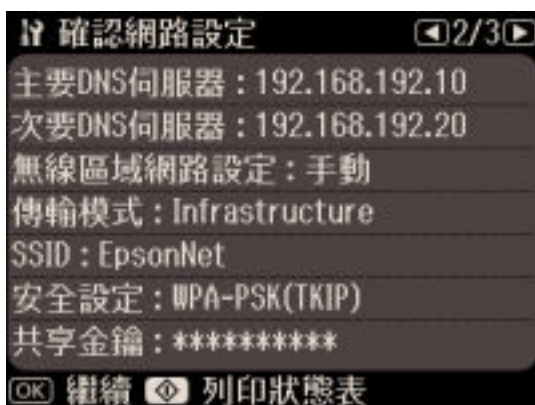 確認網路設定 ◀2/3▶
主要DNS伺服器：192.168.192.10
次要DNS伺服器：192.168.192.20
無線區域網路設定：手動
傳輸模式：Infrastructure
SSID：EpsonNet
安全設定：WPA-PSK(TKIP)
共享金鑰：**********
OK 繼續 列印狀態表